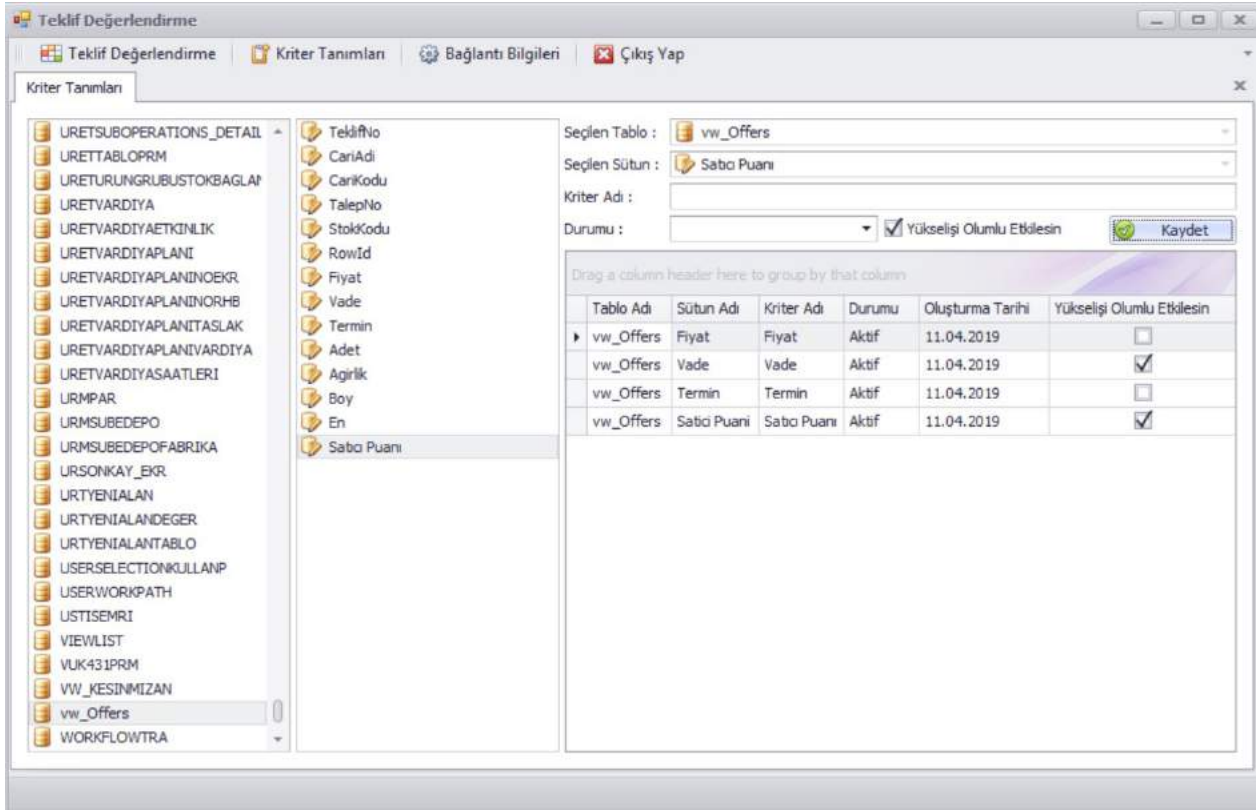 Teklif Değerlendirme
Teklif Değerlendirme Kriter Tanımları Bağlantı Bilgileri Çıkış Yap
Kriter Tanımları
URETSUBOPERATIONS_DETAIL
URETTABLOPRM
URETURUNGRUBUSTOKBAGLAN
URETVARDIYA
URETVARDIYAETKINLIK
URETVARDIYAPLANI
URETVARDIYAPLANINOEKR
URETVARDIYAPLANINORHB
URETVARDIYAPLANITASLAK
URETVARDIYAPLANIVARDIYA
URETVARDIYASAATLERI
URMPAR
URMSUBEDEPO
URMSUBEDEPOFABRIKA
URSONKAY_EKR
URTYENIALAN
URTYENIALANDEGER
URTYENIALANTABLO
USERSELECTIONKULLANP
USERWORKPATH
USTISEMRI
VIEWLIST
VUK431PRM
VW_KESINMIZAN
vw_Offers
WORKFLOWTRA
TeklifNo
CariAdi
CariKodu
TalepNo
StokKodu
RowId
Fiyat
Vade
Termin
Adet
Agirlik
Boy
En
Satıcı Puanı
Seçilen Tablo : vw_Offers
Seçilen Sütun : Satıcı Puanı
Kriter Adı :
Durumu : Yükselişi Olumlu Etkilesin Kaydet
Drag a column header here to group by that column
Tablo Adı Sütun Adı Kriter Adı Durumu Oluşturma Tarihi Yükselişi Olumlu Etkilesin
vw_Offers Fiyat Fiyat Aktif 11.04.2019
vw_Offers Vade Vade Aktif 11.04.2019
vw_Offers Termin Termin Aktif 11.04.2019
vw_Offers Satici Puani Satıcı Puanı Aktif 11.04.2019